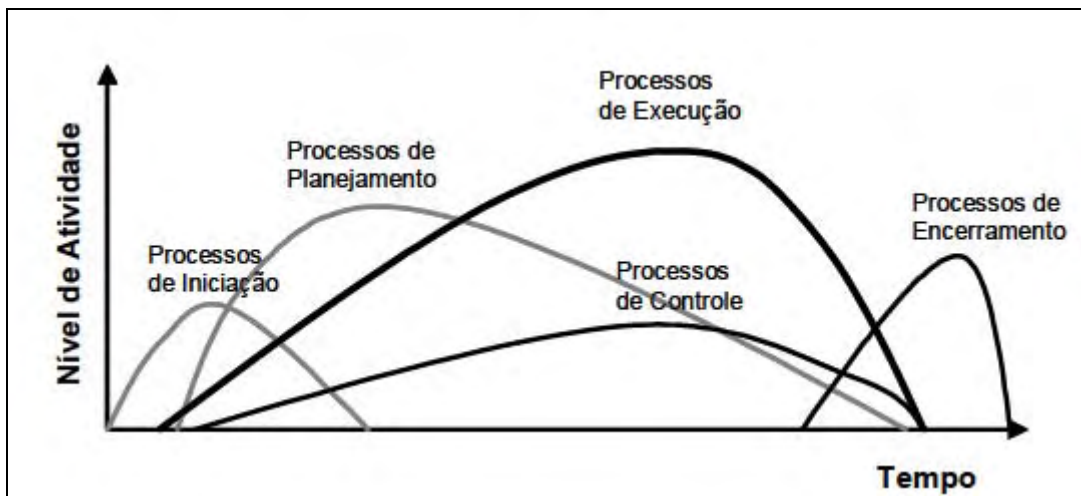 Processos
de Execução
Processos de
Planejamento
Processos de
Encerramento
Processos
de Iniciação
Processos
de Controle
Nível de Atividade
Tempo